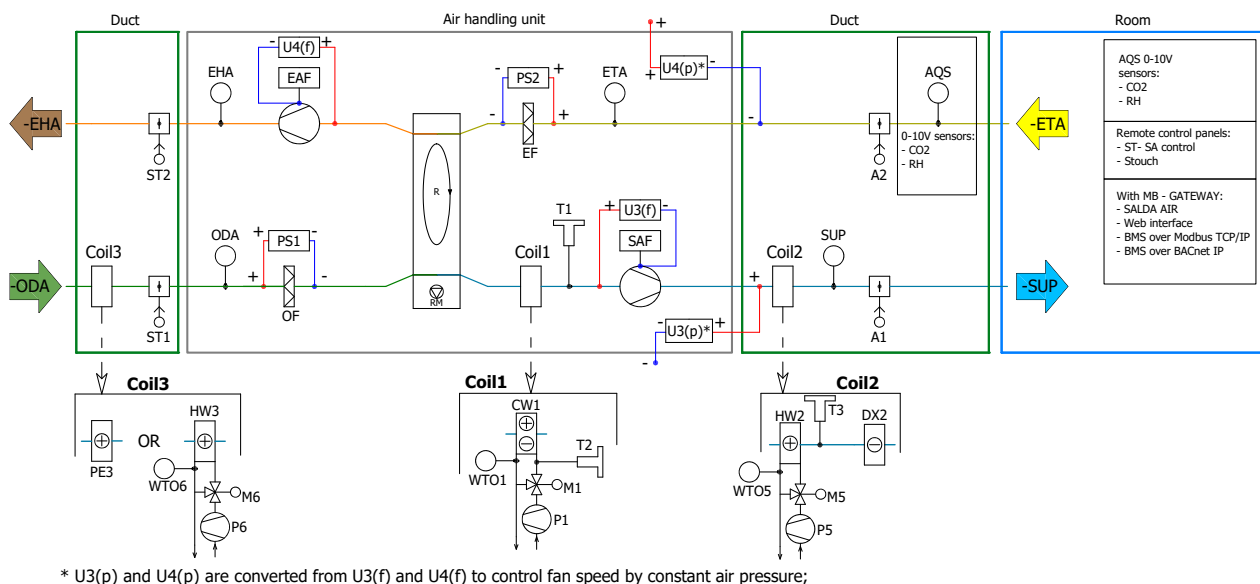 Duct
Air handling unit
Duct
Room
+
- U4(f) +
EAF
EHA
- PS2 +
ETA
- +
EF
+
U4(p)* -
+
-
AQS
0-10V sensors:
- CO2
- RH
AQS 0-10V
sensors:
- CO2
- RH
-EHA
-ETA
ST2
A2
Remote control panels:
- ST- SA control
- Stouch
R
With MB - GATEWAY:
- SALDA AIR
- Web interface
- BMS over Modbus TCP/IP
- BMS over BACnet IP
Coil3
ODA
+ PS1 -
+ -
OF
RM
Coil1
T1
+ U3(f) -
SAF
Coil2
SUP
+
-ODA
-SUP
ST1
A1
- U3(p)* +
-
Coil3
Coil1
Coil2
PE3
OR
HW3
WTO6
M6
P6
CW1
T2
WTO1
M1
P1
HW2
T3
DX2
WTO5
M5
P5
* U3(p) and U4(p) are converted from U3(f) and U4(f) to control fan speed by constant air pressure;